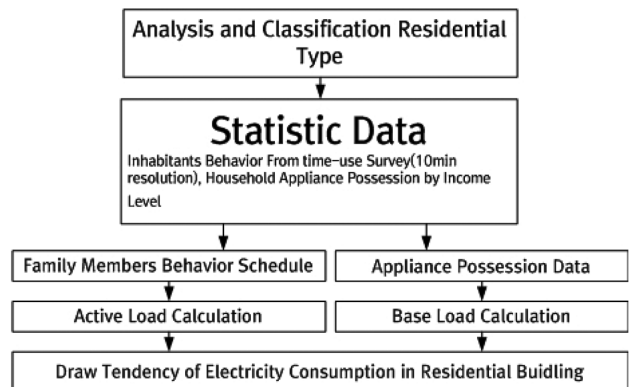 Analysis and Classification Residential
Type
Statistic Data
Inhabitants Behavior From time-use Survey(10min
resolution), Household Appliance Possession by Income
Level
Family Members Behavior Schedule
Appliance Possession Data
Active Load Calculation
Base Load Calculation
Draw Tendency of Electricity Consumption in Residential Buidling